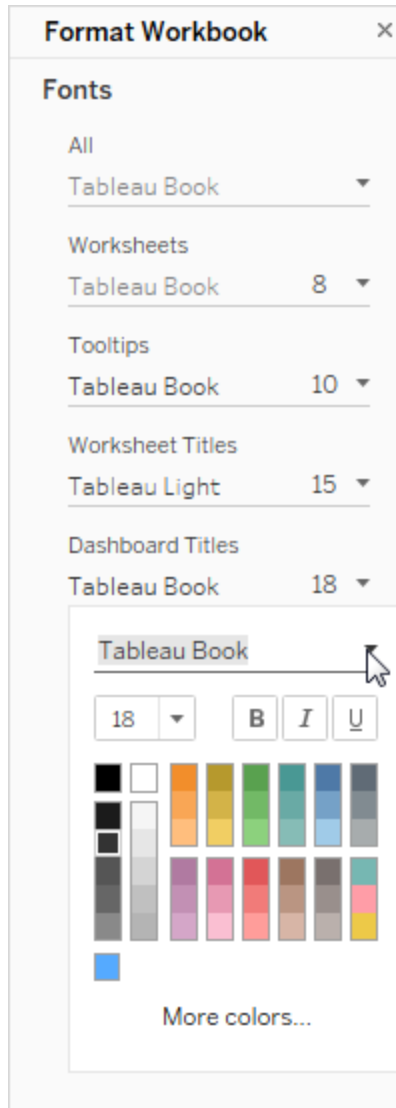 Format Workbook ×
Fonts
All
Tableau Book
Worksheets
Tableau Book 8
Tooltips
Tableau Book 10
Worksheet Titles
Tableau Light 15
Dashboard Titles
Tableau Book 18
Tableau Book
18 B I U
More colors...